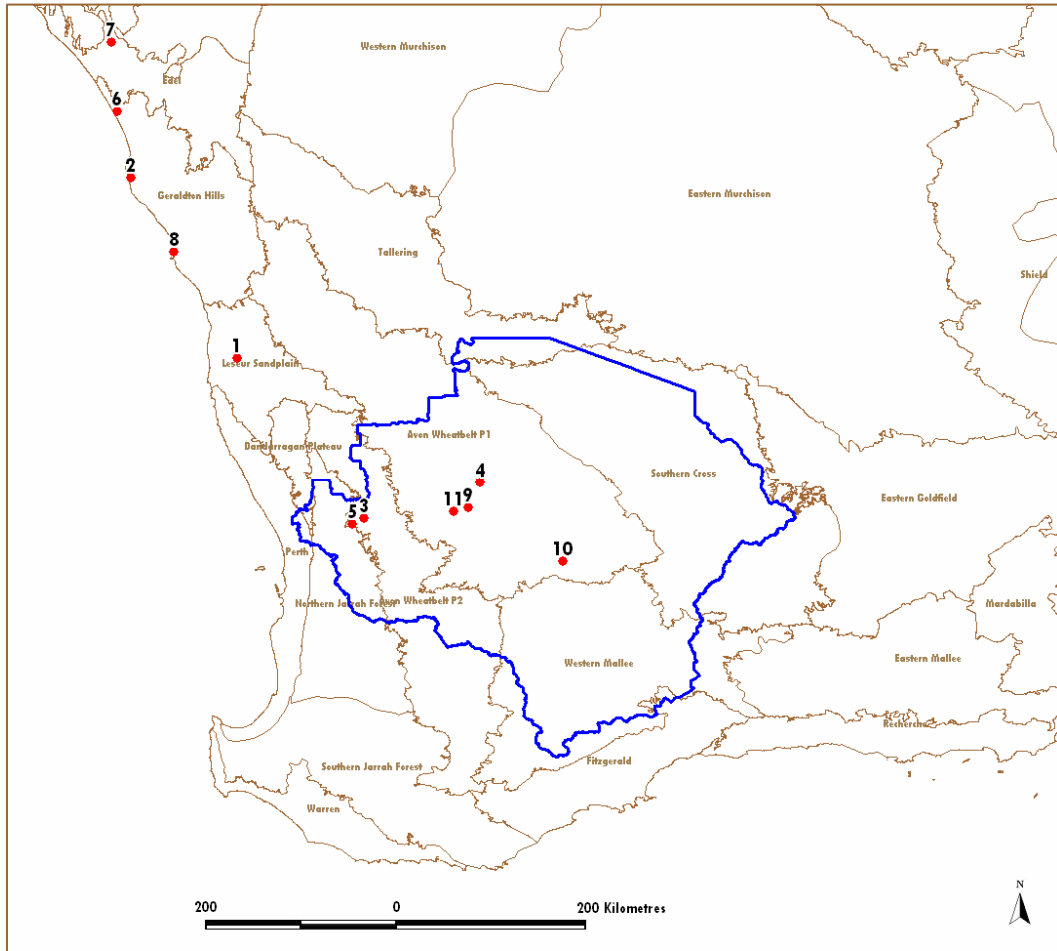 7
Western Murchison
Edel
6
2
Geraldton Hills
Eastern Murchison
8
Tallering
Shield
1
Leseur Sandplain
Avon Wheatbelt P1
Dandarragan Plateau
4
Southern Cross
Eastern Goldfield
11 9
5 3
Perth
10
Northern Jarrah Forest
Avon Wheatbelt P2
Mardabilla
Western Mallee
Eastern Mallee
Recherche
Fitzgerald
Southern Jarrah Forest
Warren
N
200 0 200 Kilometres